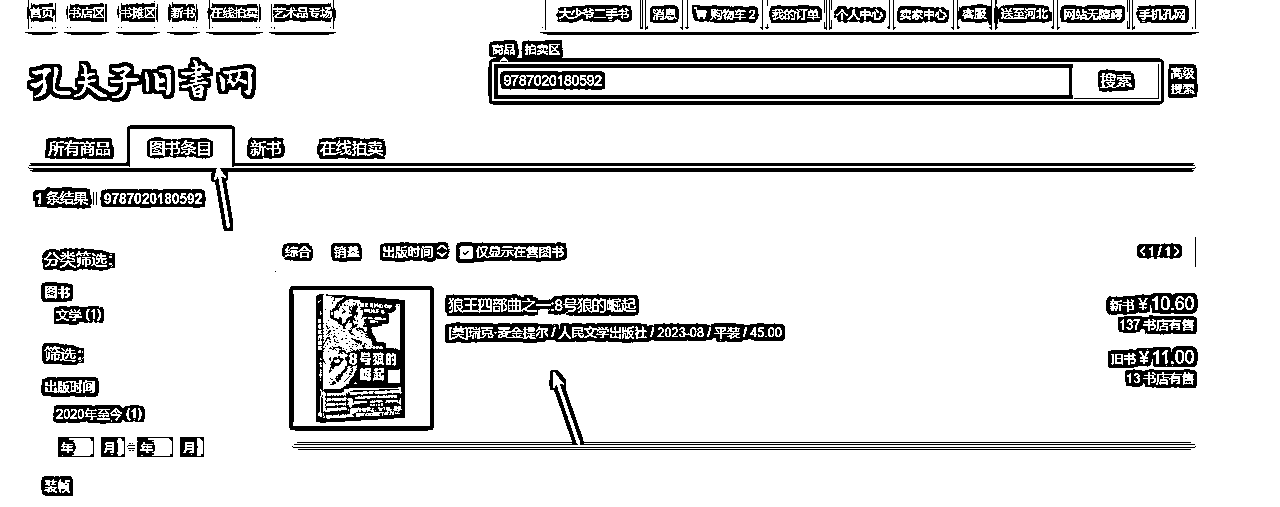 首页 书店区 书摊区 新书 在线拍卖 艺术品专场
大少爷二手书 消息 购物车 2 我的订单 个人中心 卖家中心 客服 送至河北 网站无障碍 手机孔网
商品 拍卖区
孔夫子旧書网
9787020180592
搜索
高级
搜索
所有商品 图书条目 新书 在线拍卖
1 条结果 9787020180592
分类筛选:
图书
文学 (1)
筛选:
出版时间
2020年至今 (1)
年 月 - 年 月
装帧
综合 销量 出版时间 仅显示在售图书
1 / 1
8号狼的
崛起
狼王四部曲之一:8号狼的崛起
[美]瑞克·麦金提尔 / 人民文学出版社 / 2023-08 / 平装 / 45.00
新书 ¥ 10.60
137 书店有售
旧书 ¥ 11.00
13 书店有售